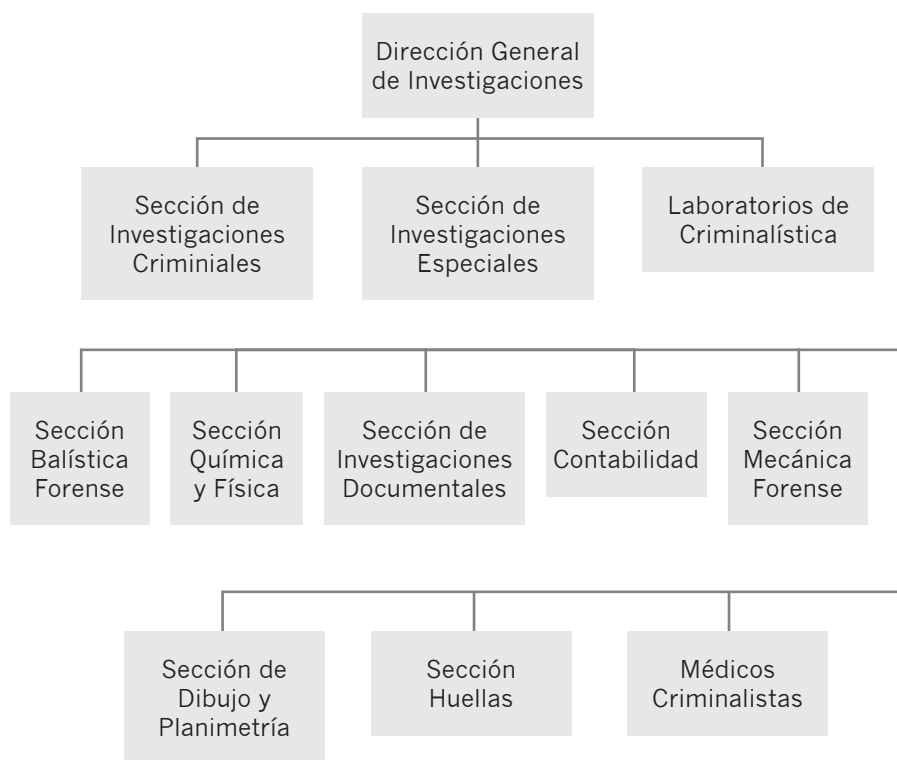 Dirección General
de Investigaciones
Sección de
Investigaciones
Criminiales
Sección de
Investigaciones
Especiales
Laboratorios de
Criminalística
Sección
Balística
Forense
Sección
Química
y Física
Sección de
Investigaciones
Documentales
Sección
Contabilidad
Sección
Mecánica
Forense
Sección de
Dibujo y
Planimetría
Sección
Huellas
Médicos
Criminalistas